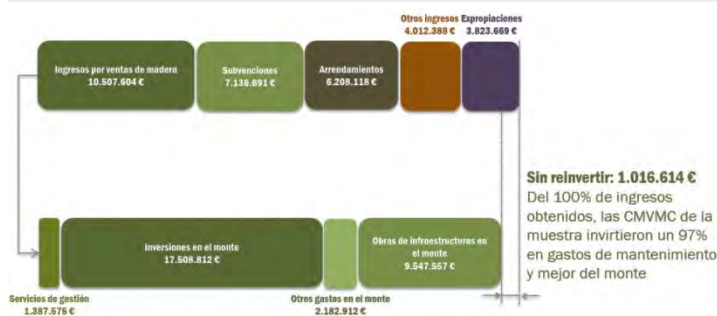 Otros ingresos
4.012.388 €
Expropiaciones
3.823.669 €
Ingresos por ventas de madera
10.507.604 €
Subvenciones
7.136.691 €
Arrendamientos
6.208.118 €
Sin reinvertir: 1.016.614 €
Del 100% de ingresos
obtenidos, las CMVMC de la
muestra invirtieron un 97%
en gastos de mantenimiento
y mejor del monte
Inversiones en el monte
17.508.812 €
Obras de infraestructuras en
el monte
9.547.557 €
Servicios de gestión
1.387.575 €
Otros gastos en el monte
2.182.912 €